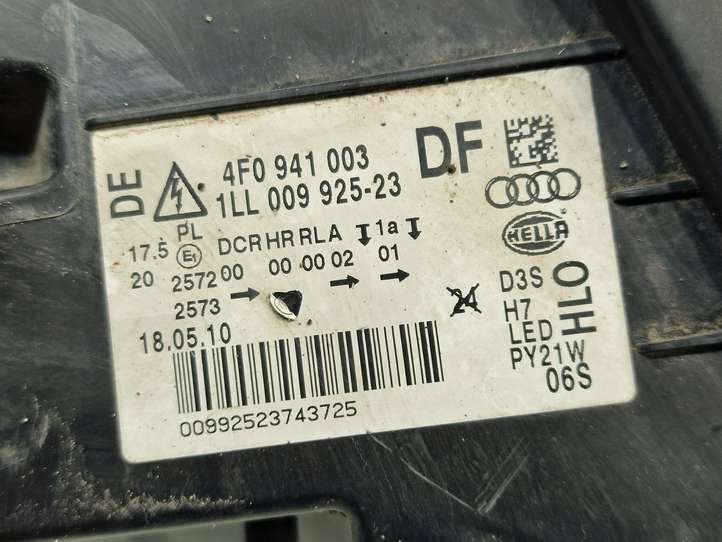 DE
4F0 941 003
1LL 009 925-23
DF
PL
17.5
E1
DCR HR RLA 1a
20
2572 00 00 00 02 01
2573
18.05.10
24
HELLA
D3S
H7
LED
PY21W
HLO
06S
00992523743725